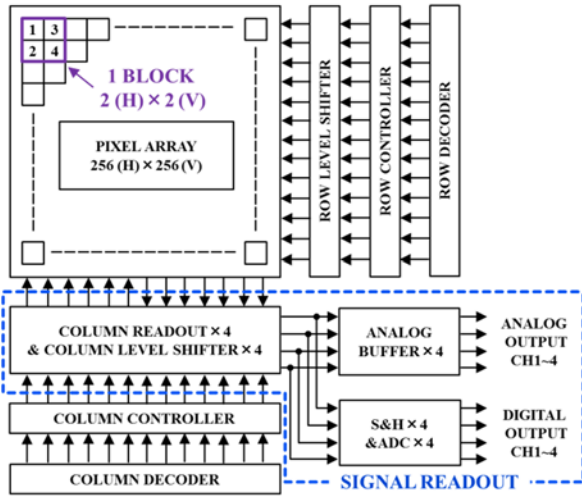 1 3
2 4
1 BLOCK
2 (H) × 2 (V)
PIXEL ARRAY
256 (H) × 256 (V)
ROW LEVEL SHIFTER
ROW CONTROLLER
ROW DECODER
COLUMN READOUT × 4
& COLUMN LEVEL SHIFTER × 4
ANALOG
BUFFER × 4
ANALOG
OUTPUT
CH1~4
S&H × 4
&ADC × 4
DIGITAL
OUTPUT
CH1~4
COLUMN CONTROLLER
COLUMN DECODER
SIGNAL READOUT